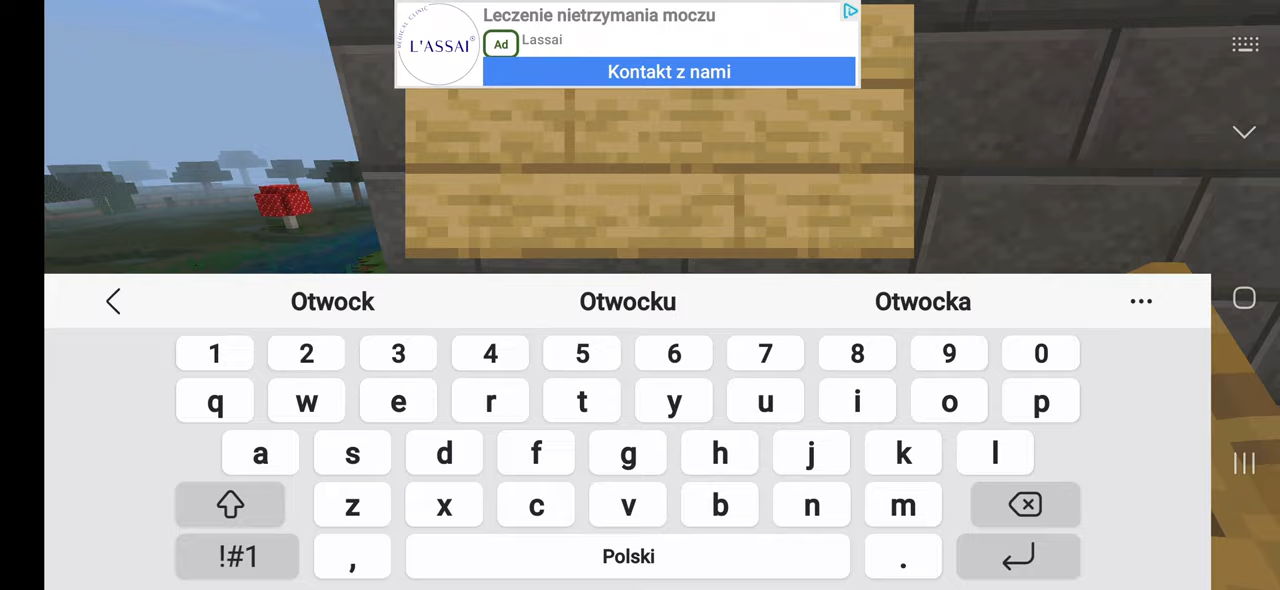 Leczenie nietrzymania moczu
MEDICAL CLINIC
L'ASSAI®
Ad Lassai
Kontakt z nami
Otwock Otwocku Otwocka ...
1 2 3 4 5 6 7 8 9 0
q w e r t y u i o p
a s d f g h j k l
z x c v b n m
!#1 , Polski .